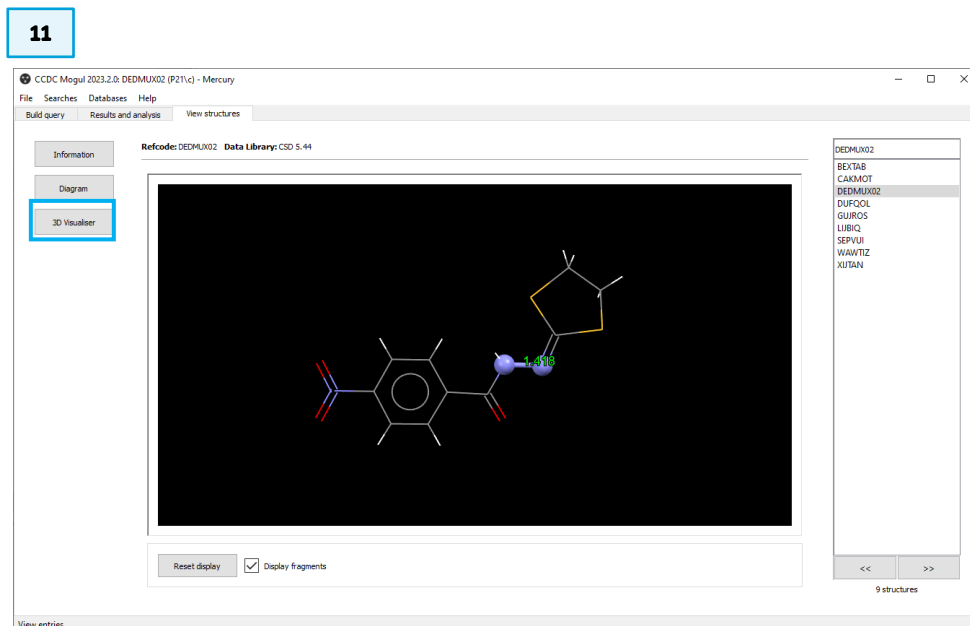 11
CCDC Mogul 2023.2.0: DEDMUX02 (P21\c) - Mercury
File Searches Databases Help
Build query Results and analysis View structures
Information
Diagram
3D Visualiser
Refcode: DEDMUX02 Data Library: CSD 5.44
1.418
Reset display Display fragments
DEDMUX02
BEXTAB
CAKMOT
DEDMUX02
DUFQOL
GUJROS
LIJBIQ
SEPVUI
WAWTIZ
XIJTAN
<< >>
9 structures
View entries